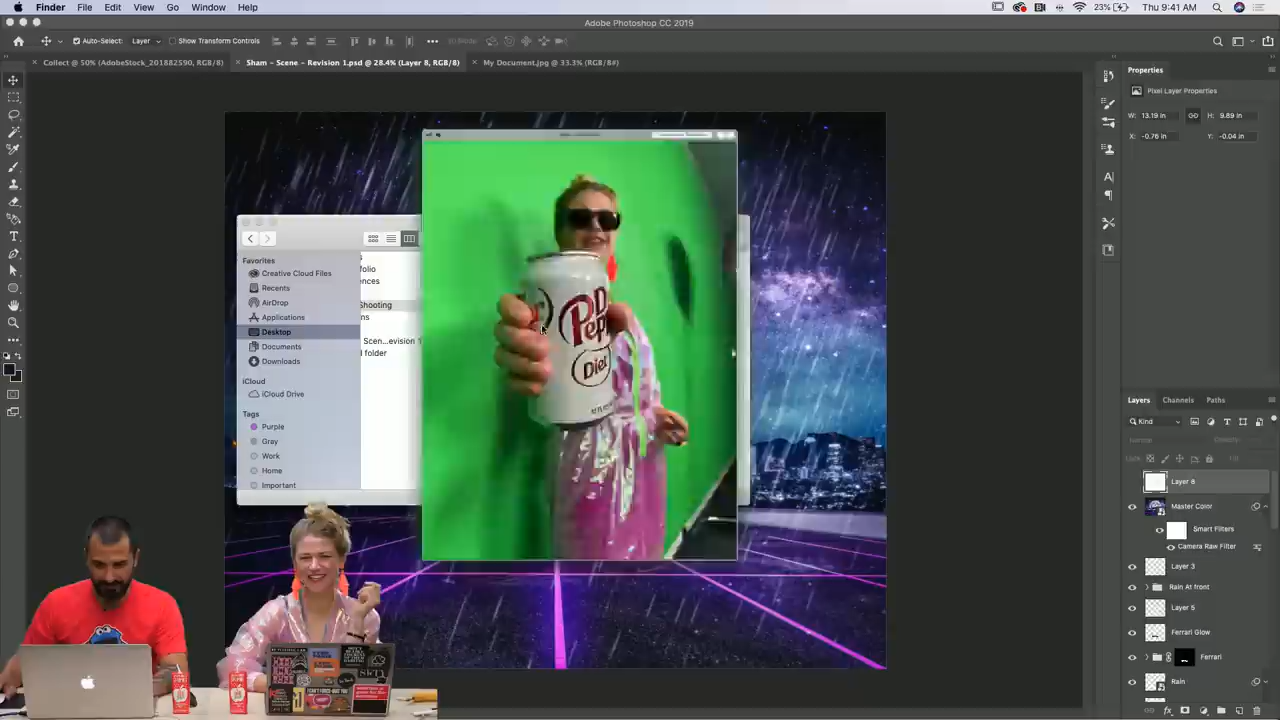 Finder File Edit View Go Window Help 23% Thu 9:41 AM
Adobe Photoshop CC 2019
Auto-Select: Layer Show Transform Controls
Collect @ 50% (AdobeStock_201882590, RGB/8) Sham - Scene - Revision 1.psd @ 28.4% (Layer 8, RGB/8) My Document.jpg @ 33.3% (RGB/8#)
Properties
Pixel Layer Properties
W: 13.19 in H: 9.89 in
X: -0.76 in Y: -0.04 in
Favorites
Creative Cloud Files
Recents
AirDrop
Applications
Desktop
Documents
Downloads
iCloud
iCloud Drive
Tags
Purple
Gray
Work
Home
Important
s
folio
ences
Shooting
ns
Scen...evision 1
l folder
Diet
Layers Channels Paths
Kind
Normal Opacity:
Lock: Fill:
Layer 8
Master Color
Smart Filters
Camera Raw Filter
Layer 3
Rain At front
Layer 5
Ferrari Glow
Ferrari
Rain